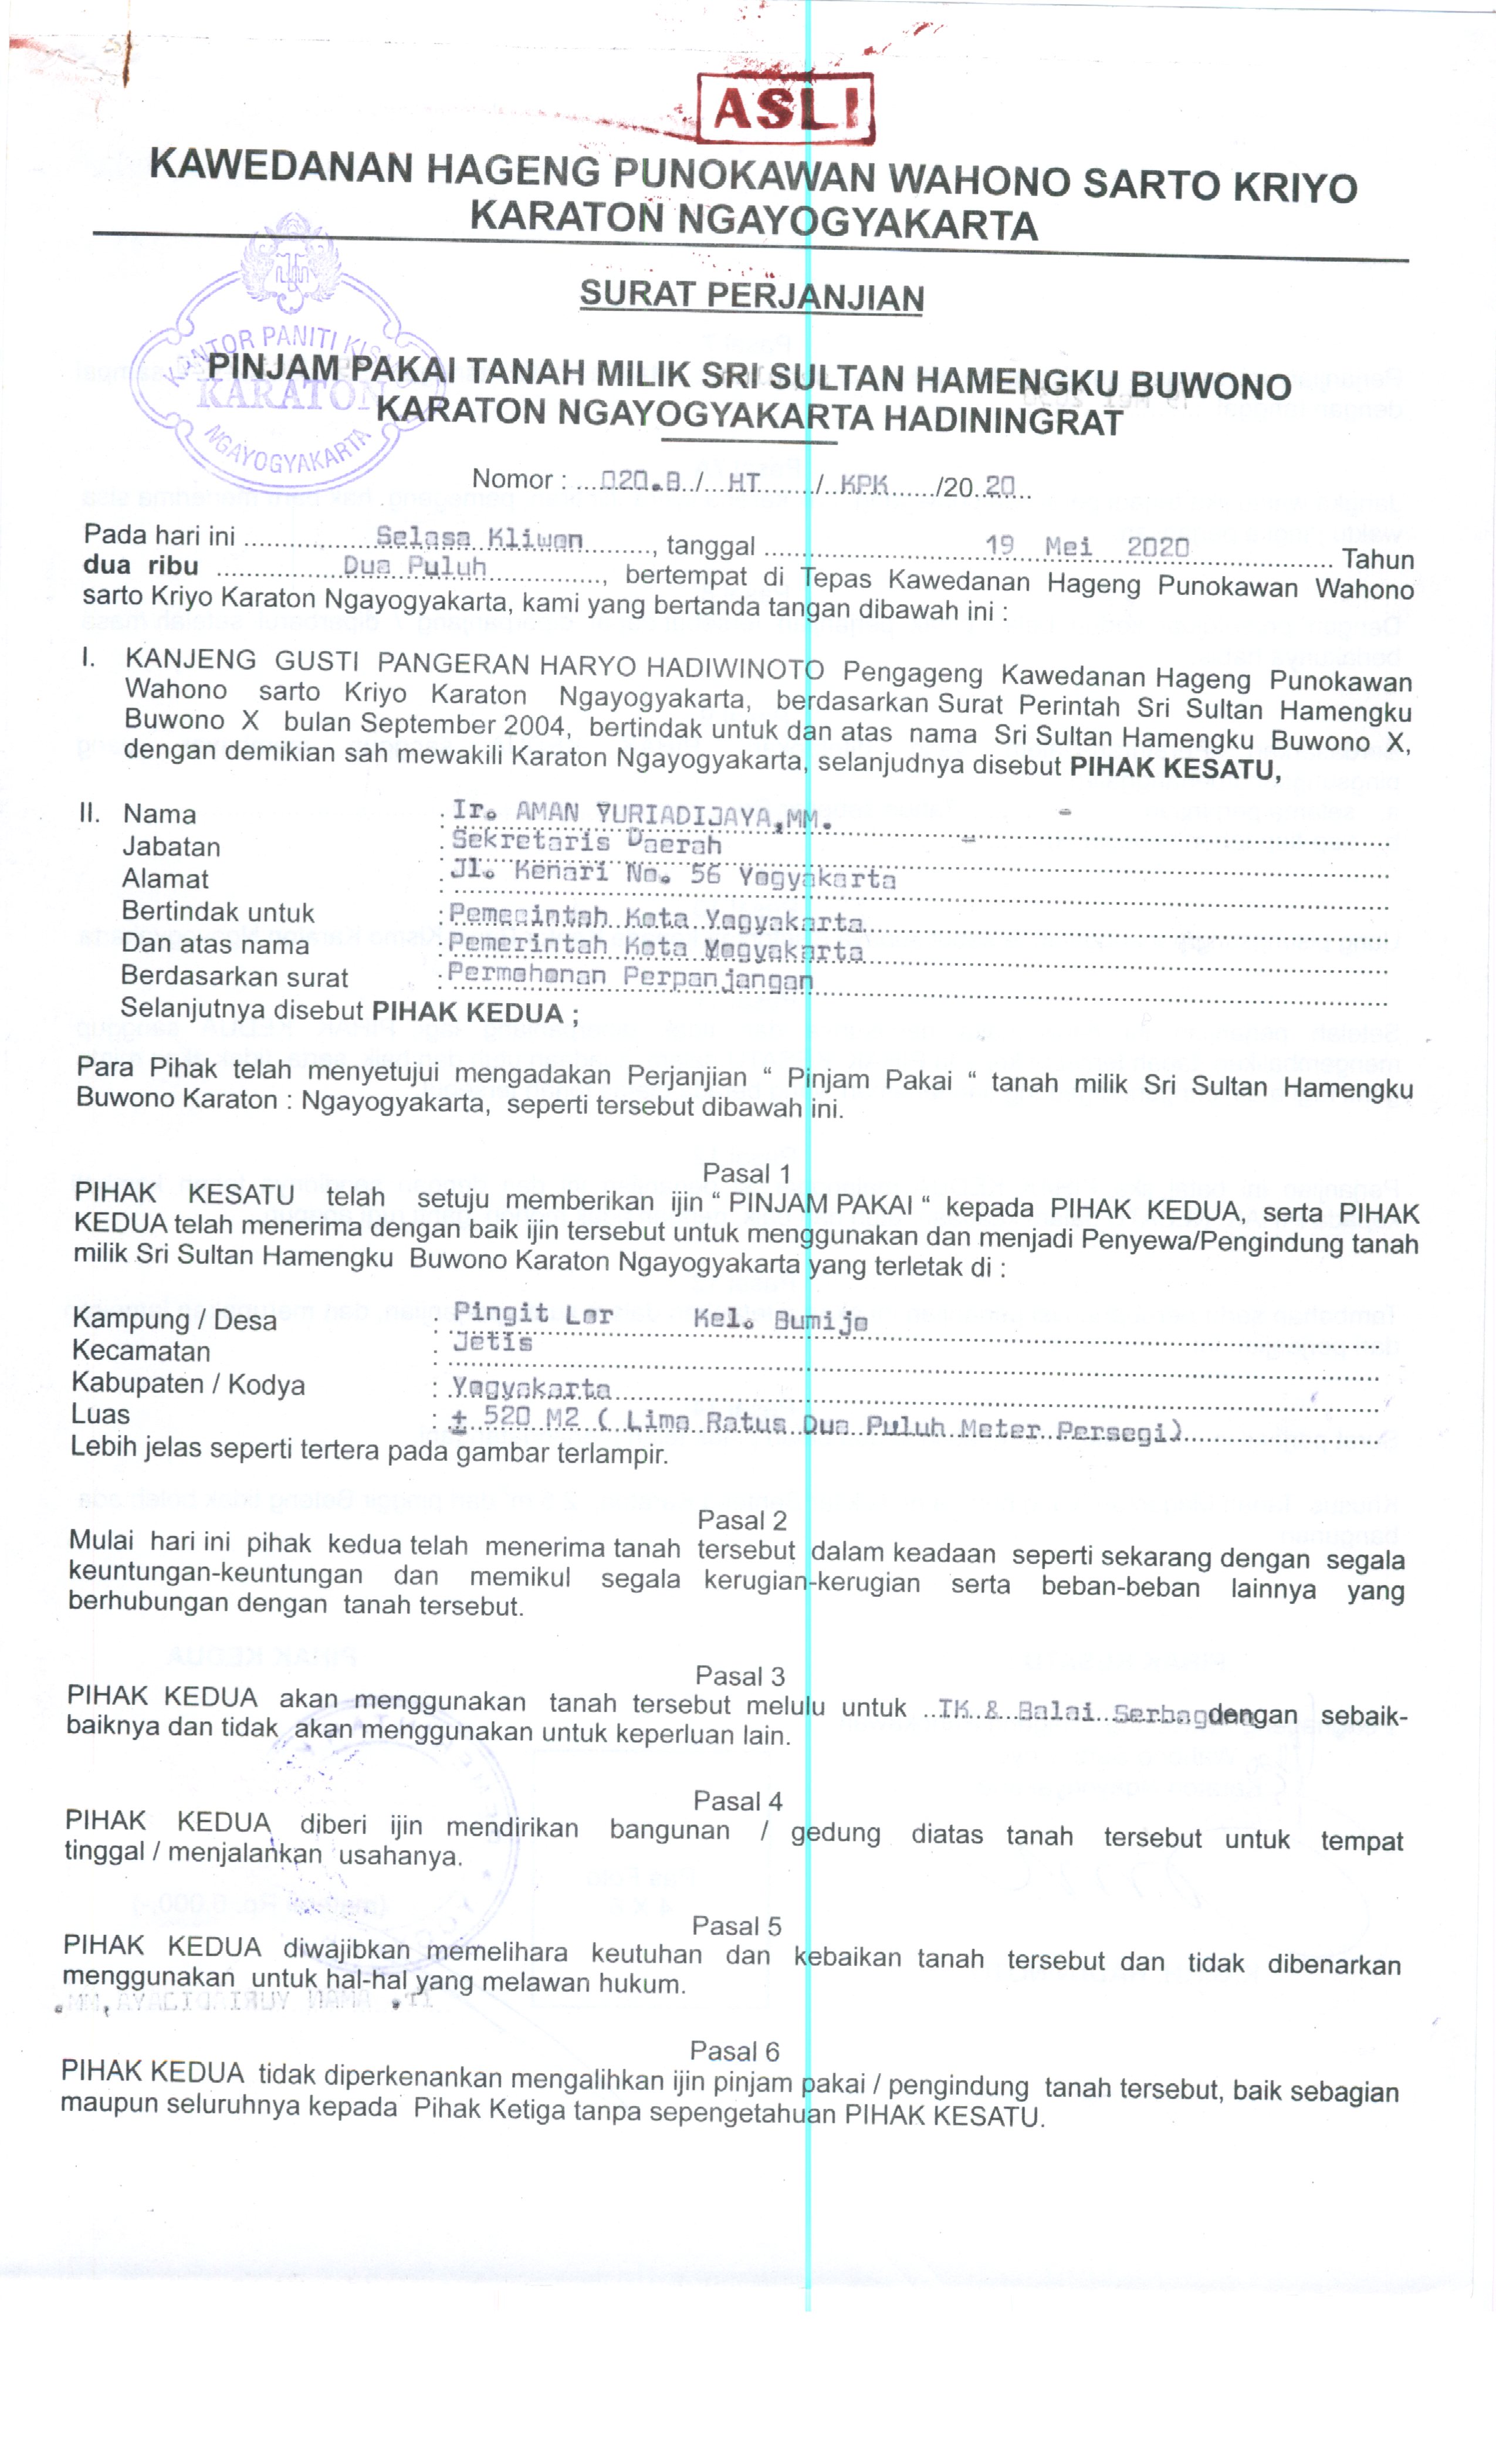 ASLI
KAWEDANAN HAGENG PUNOKAWAN WAHONO SARTO KRIYO
KARATON NGAYOGYAKARTA
SURAT PERJANJIAN
KANTOR PANITI KISMO
KARATON
NGAYOGYAKARTA
PINJAM PAKAI TANAH MILIK SRI SULTAN HAMENGKU BUWONO
KARATON NGAYOGYAKARTA HADININGRAT
Nomor : ...020.B../...HT......./..KPK....../20..20....
Pada hari ini ................Selasa Kliwon.........., tanggal ........................19 Mei 2020................. Tahun
dua ribu ...............Dua Puluh..............., bertempat di Tepas Kawedanan Hageng Punokawan Wahono
sarto Kriyo Karaton Ngayogyakarta, kami yang bertanda tangan dibawah ini :
I. KANJENG GUSTI PANGERAN HARYO HADIWINOTO Pengageng Kawedanan Hageng Punokawan
Wahono sarto Kriyo Karaton Ngayogyakarta, berdasarkan Surat Perintah Sri Sultan Hamengku
Buwono X bulan September 2004, bertindak untuk dan atas nama Sri Sultan Hamengku Buwono X,
dengan demikian sah mewakili Karaton Ngayogyakarta, selanjudnya disebut PIHAK KESATU,
II. Nama : Ir. AMAN YURIADIJAYA,MM.
Jabatan : Sekretaris Daerah
Alamat : Jl. Kenari No. 56 Yogyakarta
Bertindak untuk : Pemerintah Kota Yogyakarta
Dan atas nama : Pemerintah Kota Yogyakarta
Berdasarkan surat : Permohonan Perpanjangan
Selanjutnya disebut PIHAK KEDUA ;
Para Pihak telah menyetujui mengadakan Perjanjian “ Pinjam Pakai “ tanah milik Sri Sultan Hamengku
Buwono Karaton : Ngayogyakarta, seperti tersebut dibawah ini.
Pasal 1
PIHAK KESATU telah setuju memberikan ijin “ PINJAM PAKAI “ kepada PIHAK KEDUA, serta PIHAK
KEDUA telah menerima dengan baik ijin tersebut untuk menggunakan dan menjadi Penyewa/Pengindung tanah
milik Sri Sultan Hamengku Buwono Karaton Ngayogyakarta yang terletak di :
Kampung / Desa : Pingit Lor Kel. Bumijo
Kecamatan : Jetis
Kabupaten / Kodya : Yogyakarta
Luas : ± 520 M2 ( Lima Ratus Dua Puluh Meter Persegi)
Lebih jelas seperti tertera pada gambar terlampir.
Pasal 2
Mulai hari ini pihak kedua telah menerima tanah tersebut dalam keadaan seperti sekarang dengan segala
keuntungan-keuntungan dan memikul segala kerugian-kerugian serta beban-beban lainnya yang
berhubungan dengan tanah tersebut.
Pasal 3
PIHAK KEDUA akan menggunakan tanah tersebut melulu untuk ..TK & Balai Serbaguna dengan sebaik-
baiknya dan tidak akan menggunakan untuk keperluan lain.
Pasal 4
PIHAK KEDUA diberi ijin mendirikan bangunan / gedung diatas tanah tersebut untuk tempat
tinggal / menjalankan usahanya.
Pasal 5
PIHAK KEDUA diwajibkan memelihara keutuhan dan kebaikan tanah tersebut dan tidak dibenarkan
menggunakan untuk hal-hal yang melawan hukum.
Pasal 6
PIHAK KEDUA tidak diperkenankan mengalihkan ijin pinjam pakai / pengindung tanah tersebut, baik sebagian
maupun seluruhnya kepada Pihak Ketiga tanpa sepengetahuan PIHAK KESATU.